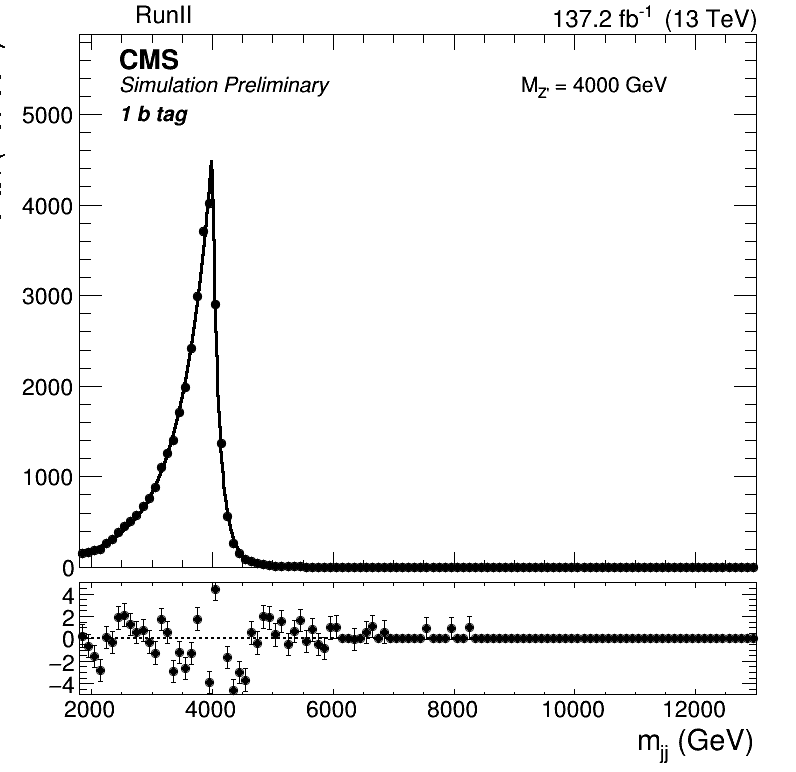 RunII
137.2 fb⁻¹ (13 TeV)
CMS
Simulation Preliminary
M_Z' = 4000 GeV
1 b tag
5000
4000
3000
2000
1000
0
4
2
0
−2
−4
2000 4000 6000 8000 10000 12000
m_jj (GeV)